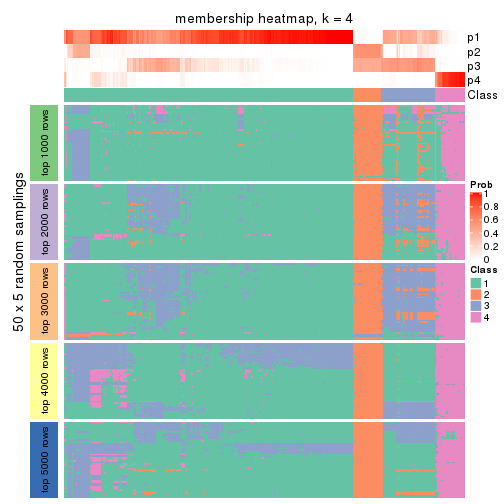 membership heatmap, k = 4
p1
p2
p3
p4
Class
50 x 5 random samplings
top 1000 rows
top 2000 rows
top 3000 rows
top 4000 rows
top 5000 rows
Prob
1
0.8
0.6
0.4
0.2
0
Class
1
2
3
4